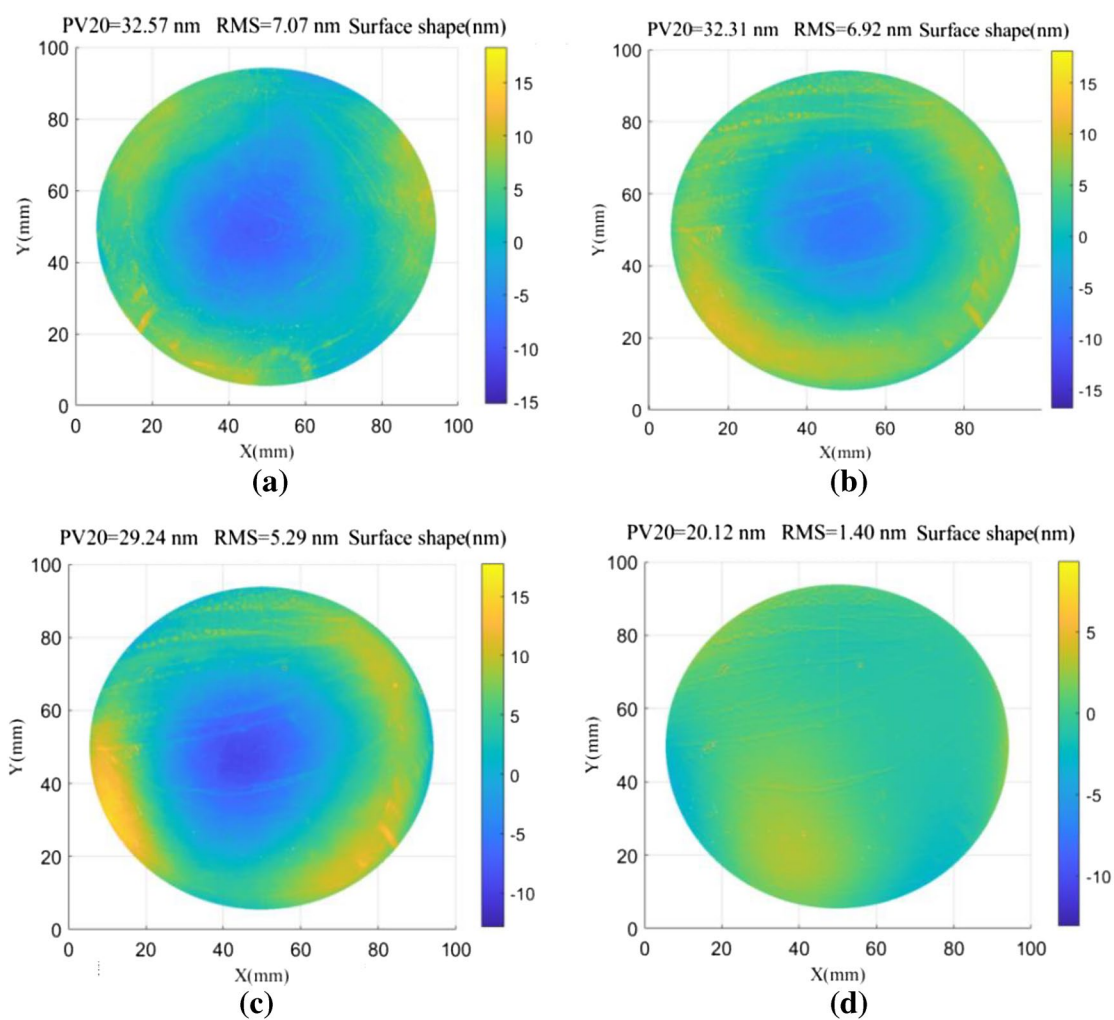 PV20=32.57 nm RMS=7.07 nm Surface shape(nm)
100
80
60
40
20
0
Y(mm)
0 20 40 60 80 100
X(mm)
15
10
5
0
-5
-10
-15
(a)
PV20=32.31 nm RMS=6.92 nm Surface shape(nm)
100
80
60
40
20
0
Y(mm)
0 20 40 60 80
X(mm)
15
10
5
0
-5
-10
-15
(b)
PV20=29.24 nm RMS=5.29 nm Surface shape(nm)
100
80
60
40
20
0
Y(mm)
0 20 40 60 80 100
X(mm)
15
10
5
0
-5
-10
(c)
PV20=20.12 nm RMS=1.40 nm Surface shape(nm)
100
80
60
40
20
0
Y(mm)
0 20 40 60 80 100
X(mm)
5
0
-5
-10
(d)